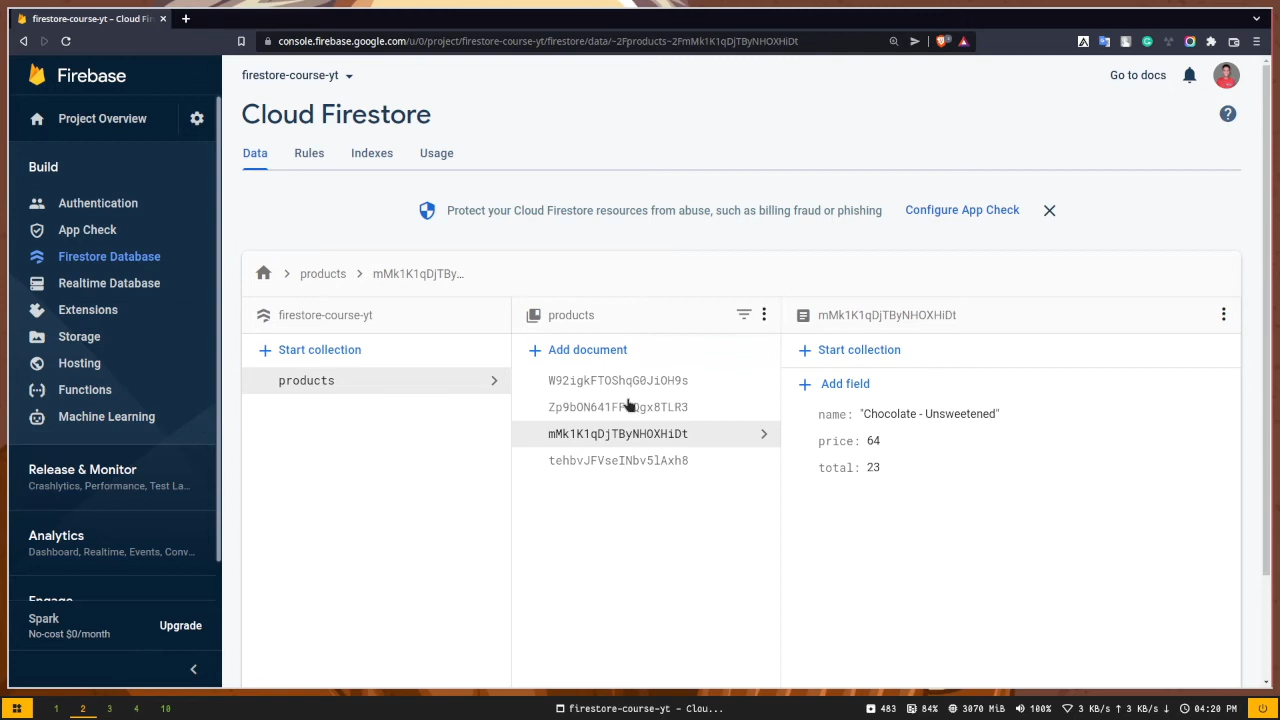 firestore-course-yt – Cloud Fir
console.firebase.google.com/u/0/project/firestore-course-yt/firestore/data/~2Fproducts~2FmMk1K1qDjTByNHOXHiDt
Firebase
firestore-course-yt
Go to docs
Project Overview
Cloud Firestore
Data
Rules
Indexes
Usage
Build
Authentication
App Check
Firestore Database
Realtime Database
Extensions
Storage
Hosting
Functions
Machine Learning
Release & Monitor
Crashlytics, Performance, Test La...
Analytics
Dashboard, Realtime, Events, Conv...
Engage
Spark
No-cost $0/month
Upgrade
Protect your Cloud Firestore resources from abuse, such as billing fraud or phishing
Configure App Check
products
mMk1K1qDjTBy...
firestore-course-yt
products
mMk1K1qDjTByNHOXHiDt
Start collection
Add document
Start collection
products
W92igkFTOShqG0JiOH9s
mMk1K1qDjTByNHOXHiDt
tehbvJFVseINbv5lAxh8
Add field
name: "Chocolate - Unsweetened"
price: 64
total: 23
1 2 3 4 10
firestore-course-yt – Clou...
483
84%
3070 MiB
100%
3 KB/s ↑ 3 KB/s ↓
04:20 PM